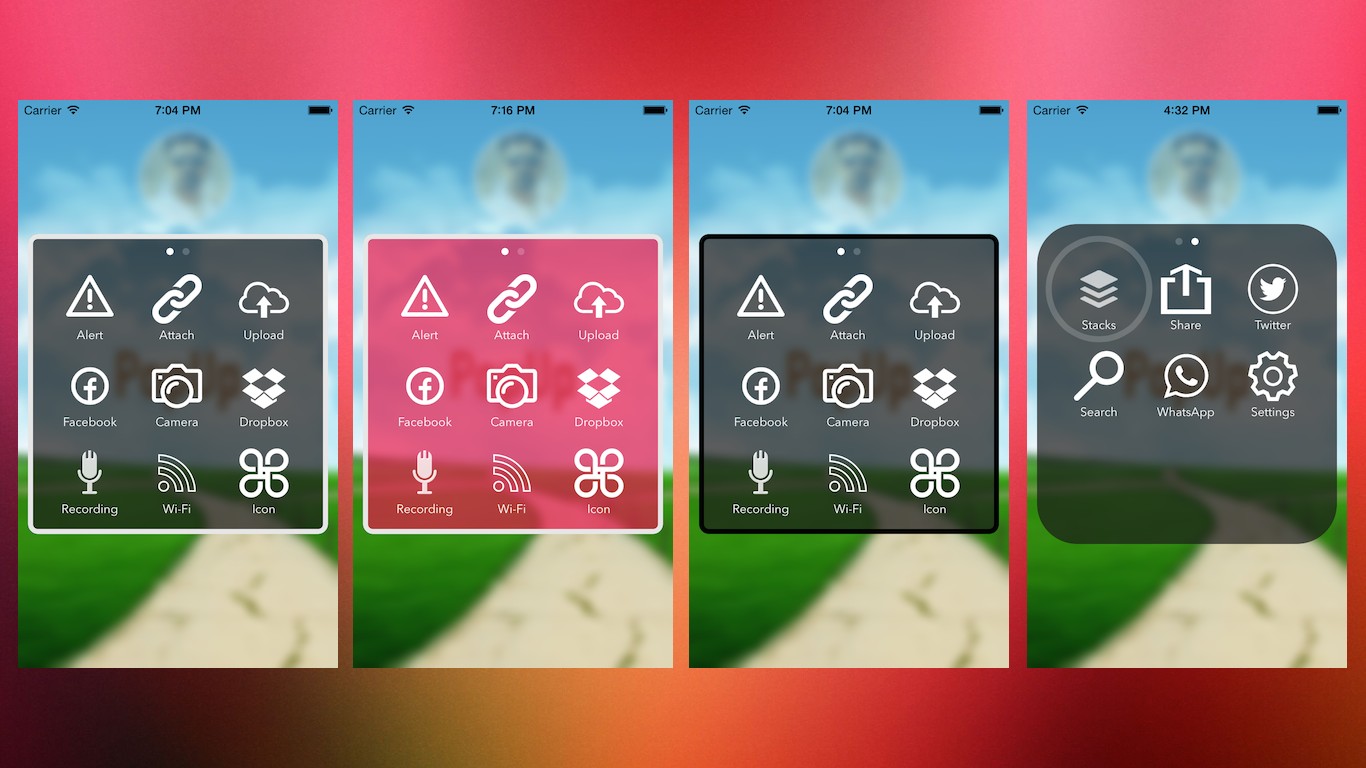 Carrier 7:04 PM
Alert Attach Upload
Facebook Camera Dropbox
Recording Wi-Fi Icon
Carrier 7:16 PM
Alert Attach Upload
Facebook Camera Dropbox
Recording Wi-Fi Icon
Carrier 7:04 PM
Alert Attach Upload
Facebook Camera Dropbox
Recording Wi-Fi Icon
Carrier 4:32 PM
Stacks Share Twitter
Search WhatsApp Settings